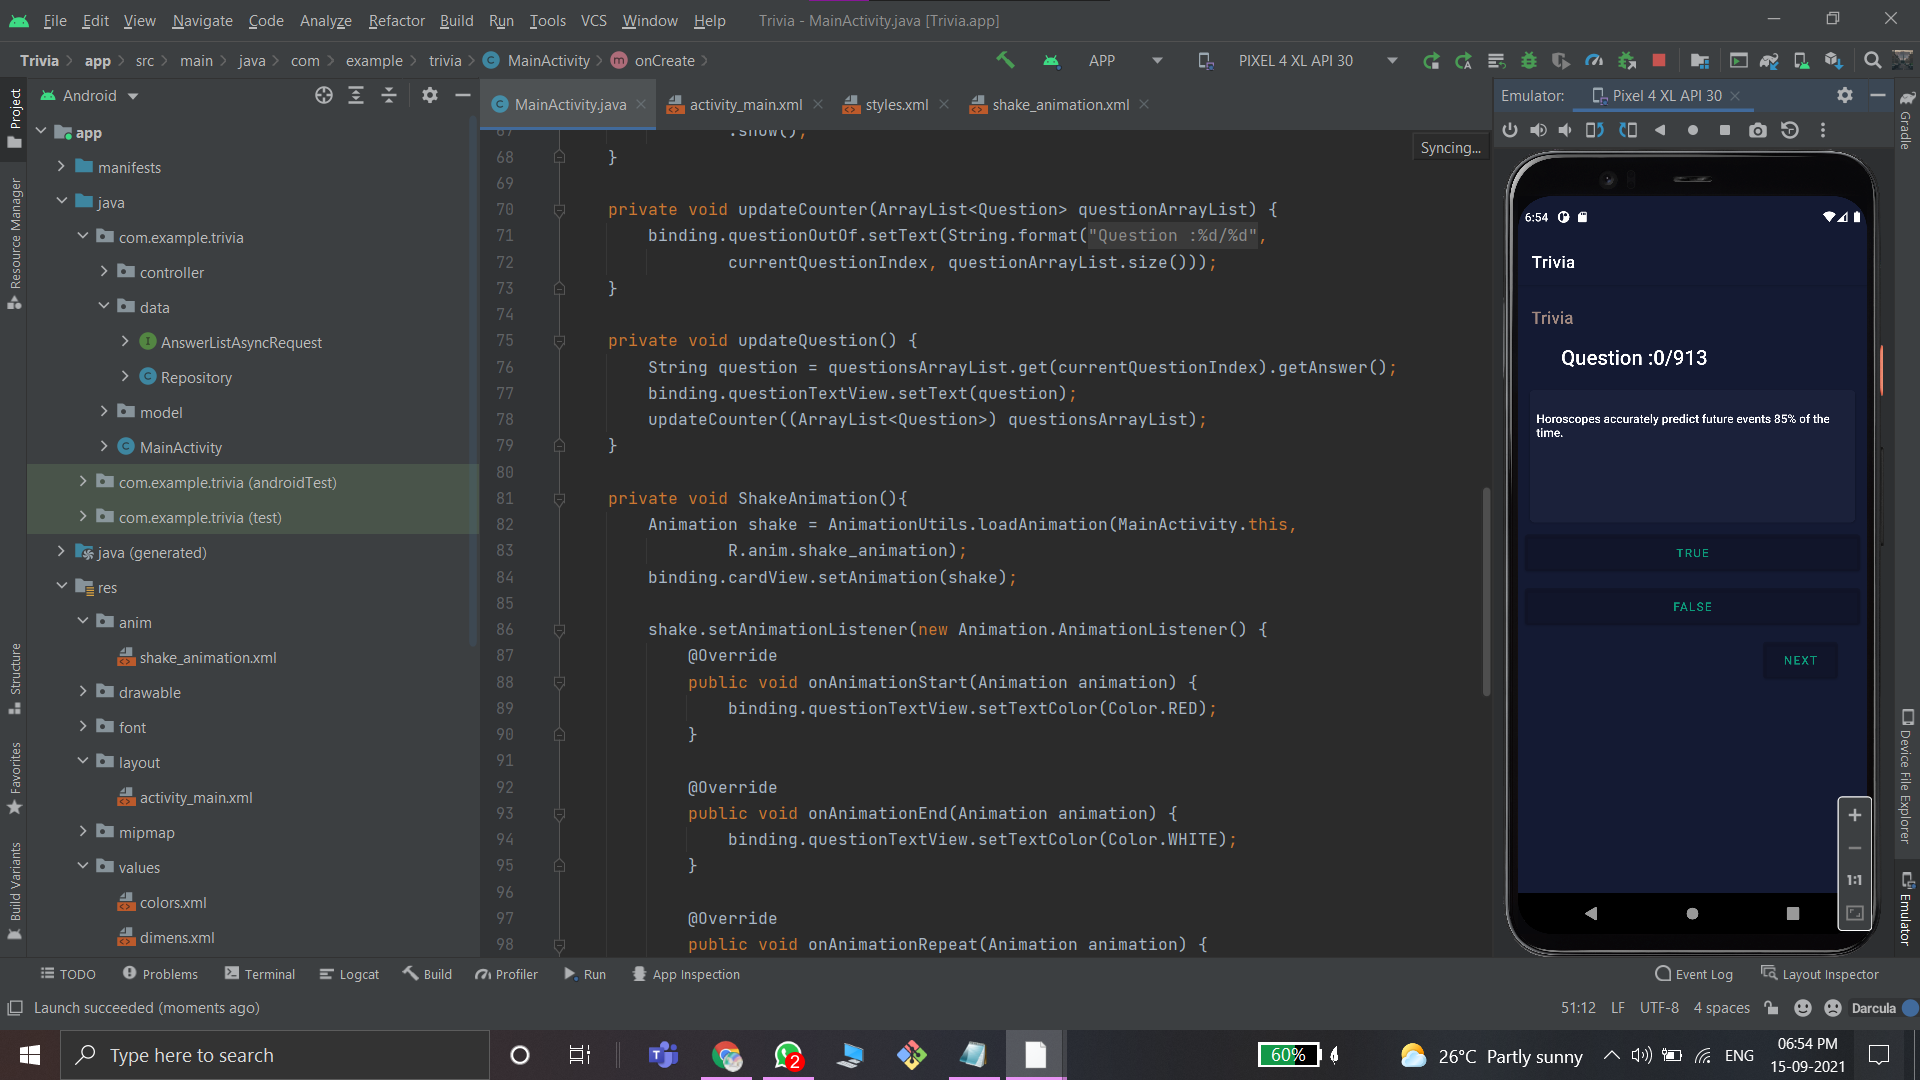 File Edit View Navigate Code Analyze Refactor Build Run Tools VCS Window Help Trivia - MainActivity.java [Trivia.app]
Trivia app src main java com example trivia MainActivity onCreate APP PIXEL 4 XL API 30
Project
Android
MainActivity.java activity_main.xml styles.xml shake_animation.xml
Emulator: Pixel 4 XL API 30
Gradle
Resource Manager
Structure
Favorites
Build Variants
app
manifests
java
com.example.trivia
controller
data
AnswerListAsyncRequest
Repository
model
MainActivity
com.example.trivia (androidTest)
com.example.trivia (test)
java (generated)
res
anim
shake_animation.xml
drawable
font
layout
activity_main.xml
mipmap
values
colors.xml
dimens.xml
Syncing...
67 .show();
68 }
69
70 private void updateCounter(ArrayList<Question> questionArrayList) {
71 binding.questionOutOf.setText(String.format("Question :%d/%d",
72 currentQuestionIndex, questionArrayList.size()));
73 }
74
75 private void updateQuestion() {
76 String question = questionsArrayList.get(currentQuestionIndex).getAnswer();
77 binding.questionTextView.setText(question);
78 updateCounter((ArrayList<Question>) questionsArrayList);
79 }
80
81 private void ShakeAnimation(){
82 Animation shake = AnimationUtils.loadAnimation(MainActivity.this,
83 R.anim.shake_animation);
84 binding.cardView.setAnimation(shake);
85
86 shake.setAnimationListener(new Animation.AnimationListener() {
87 @Override
88 public void onAnimationStart(Animation animation) {
89 binding.questionTextView.setTextColor(Color.RED);
90 }
91
92 @Override
93 public void onAnimationEnd(Animation animation) {
94 binding.questionTextView.setTextColor(Color.WHITE);
95 }
96
97 @Override
98 public void onAnimationRepeat(Animation animation) {
6:54
Trivia
Trivia
Question :0/913
Horoscopes accurately predict future events 85% of the
time.
TRUE
FALSE
NEXT
1:1
Device File Explorer
Emulator
TODO Problems Terminal Logcat Build Profiler Run App Inspection Event Log Layout Inspector
Launch succeeded (moments ago) 51:12 LF UTF-8 4 spaces Darcula
Type here to search 2 60% 26°C Partly sunny ENG 06:54 PM
15-09-2021